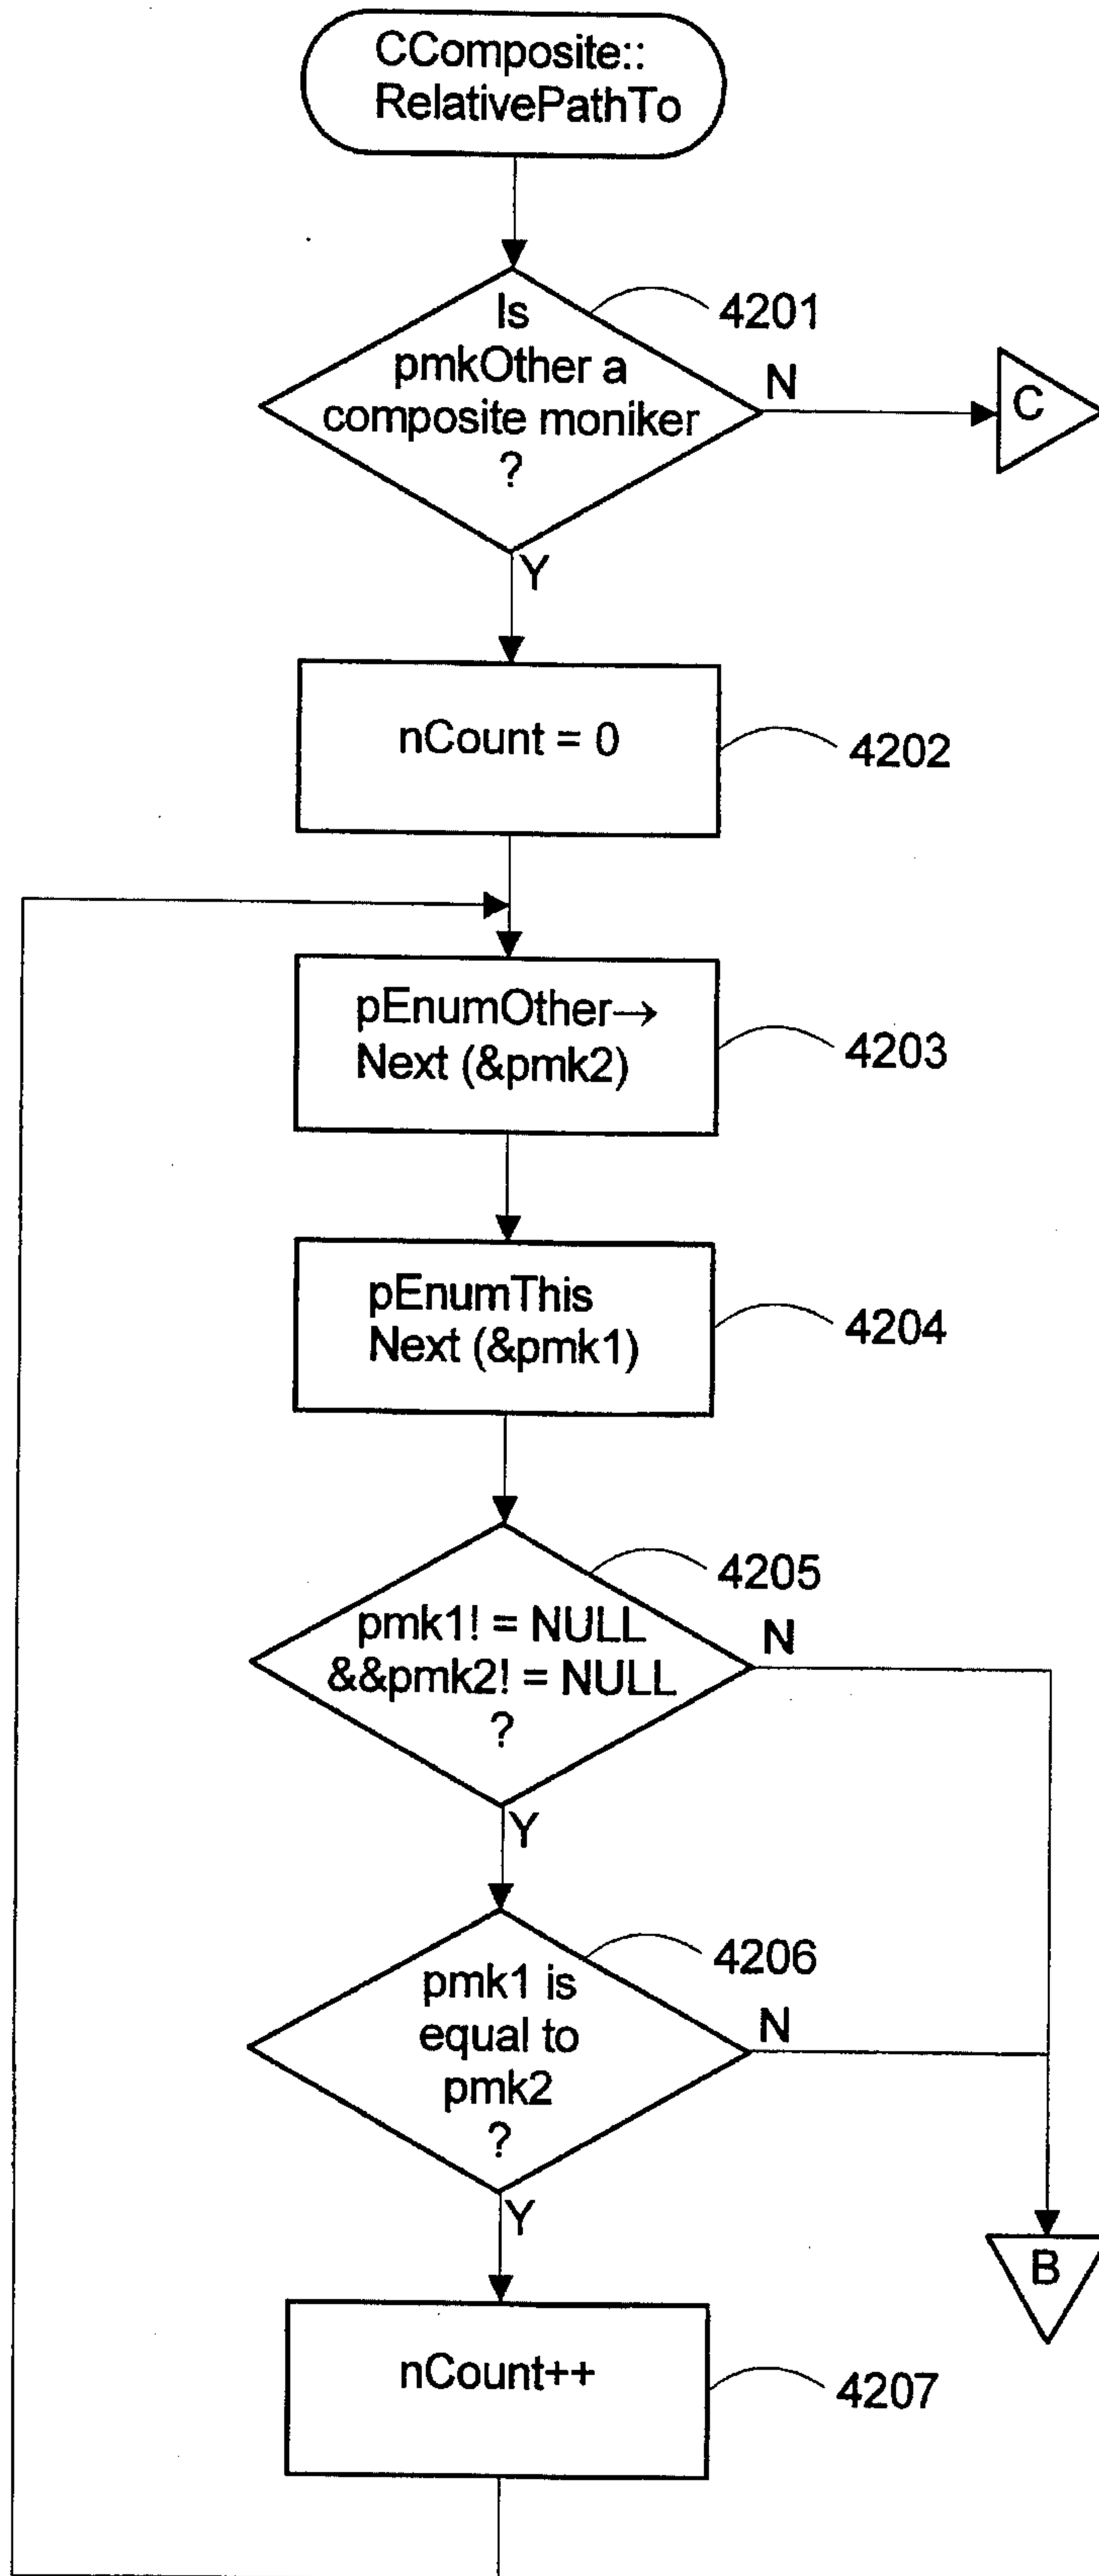 CComposite::
RelativePathTo
4201
Is
pmkOther a
composite moniker
?
N
C
Y
nCount = 0
4202
pEnumOther→
Next (&pmk2)
4203
pEnumThis
Next (&pmk1)
4204
4205
pmk1! = NULL
&&pmk2! = NULL
?
N
Y
4206
pmk1 is
equal to
pmk2
?
N
Y
B
nCount++
4207